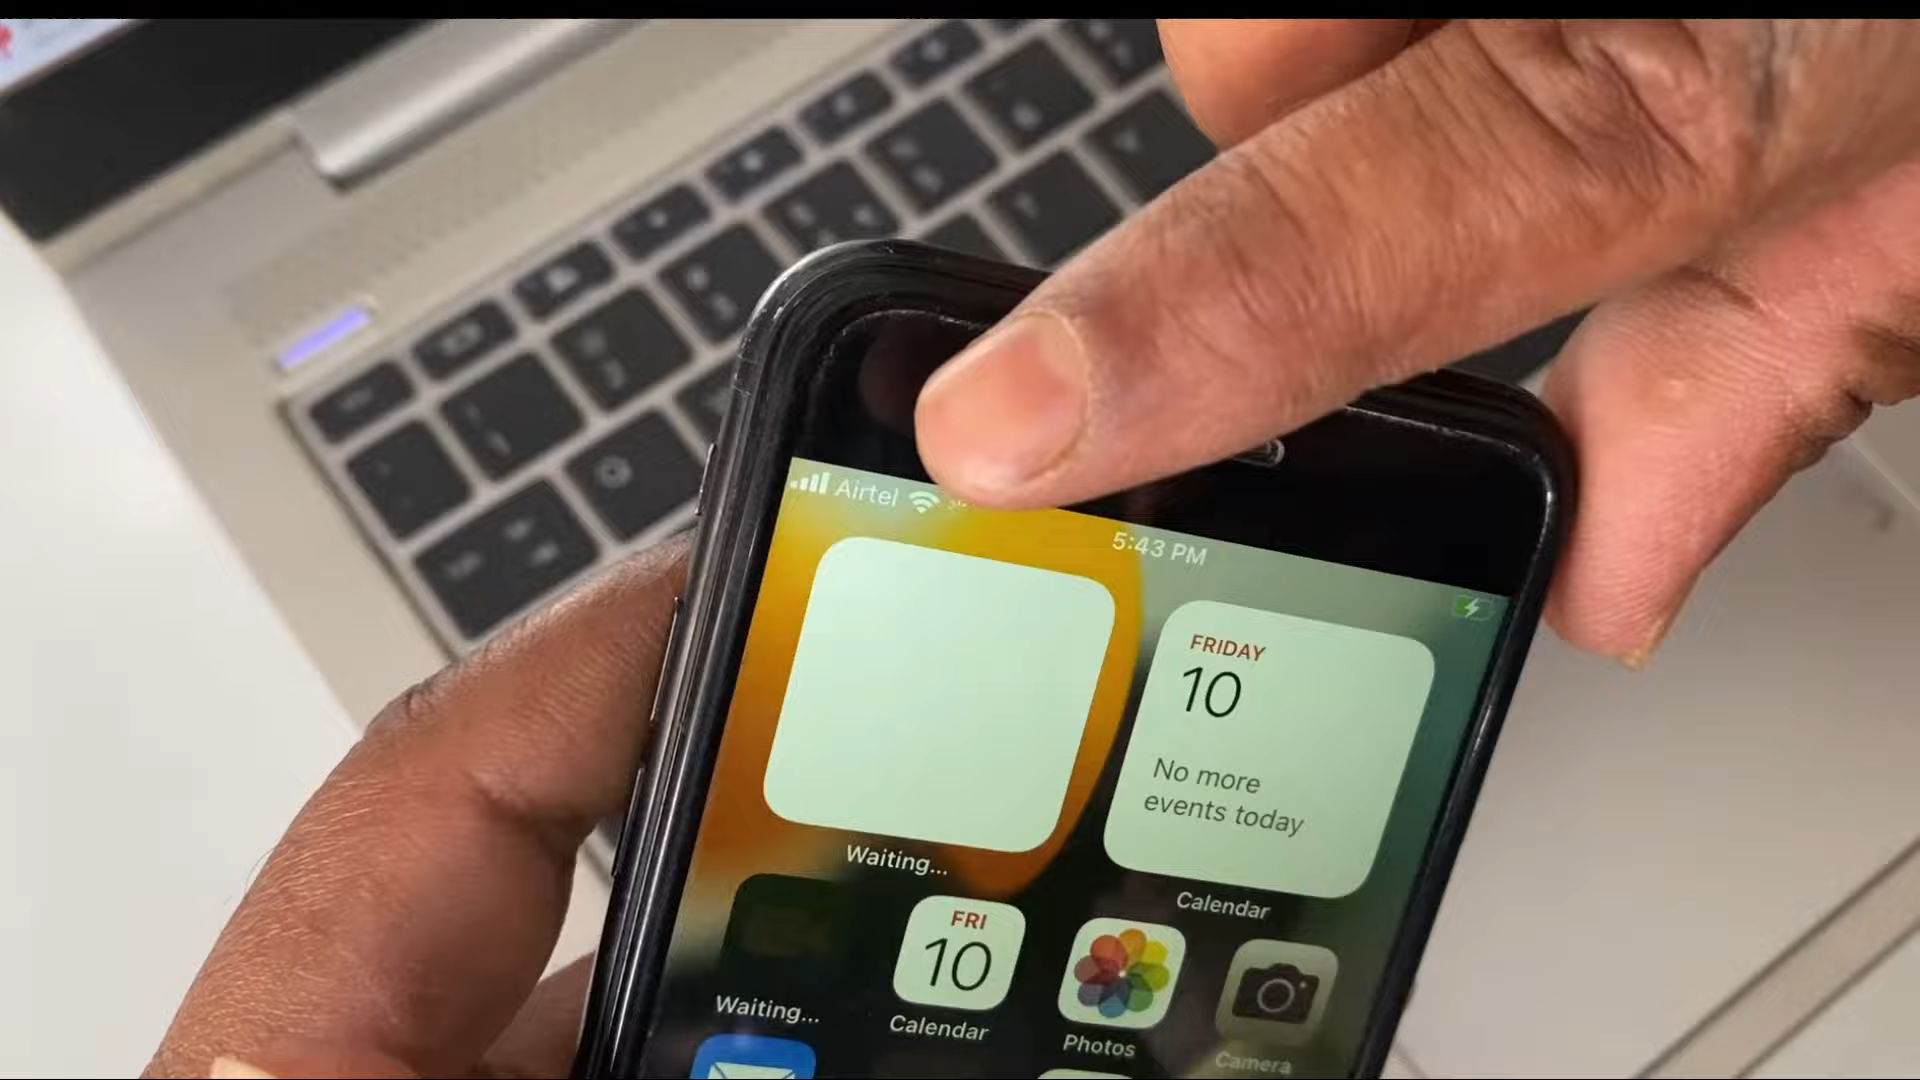 Airtel
5:43 PM
FRIDAY
10
No more
events today
Waiting...
Calendar
FRI
10
Waiting...
Calendar
Photos
Camera